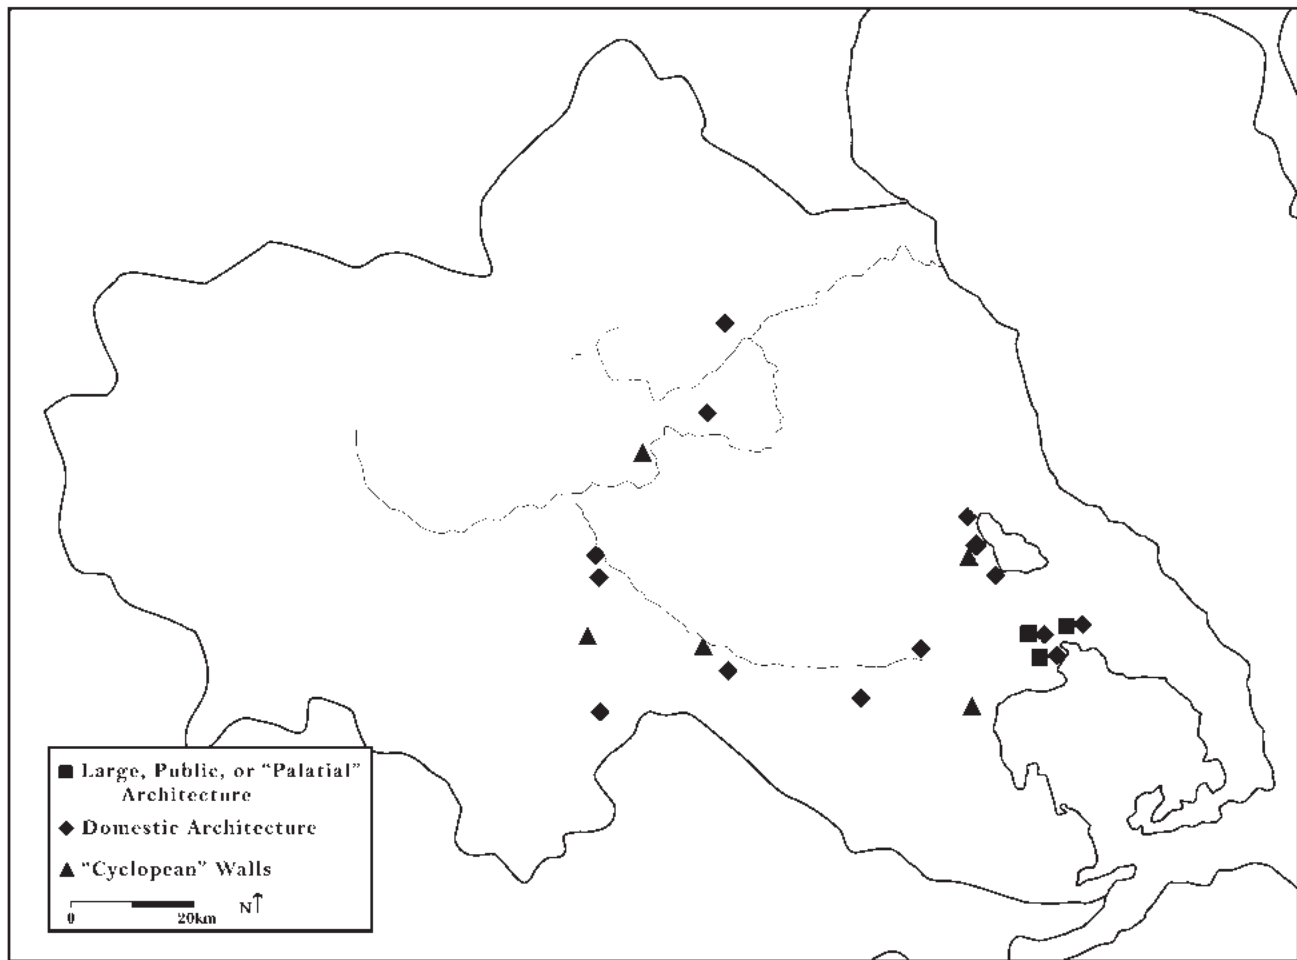 Large, Public, or “Palatial”
Architecture
Domestic Architecture
“Cyclopean” Walls
0 20km N